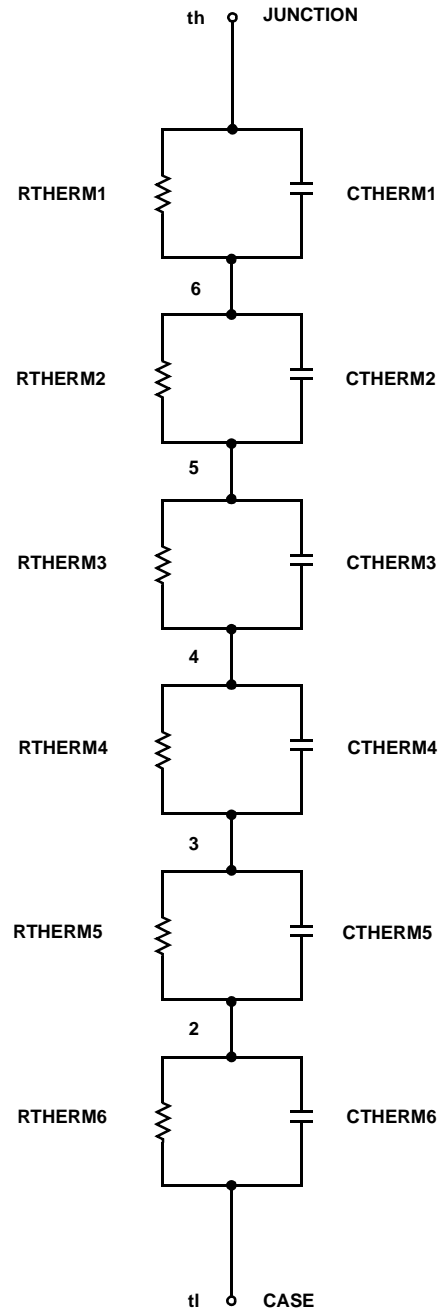 th JUNCTION
RTHERM1 CTHERM1
6
RTHERM2 CTHERM2
5
RTHERM3 CTHERM3
4
RTHERM4 CTHERM4
3
RTHERM5 CTHERM5
2
RTHERM6 CTHERM6
tl CASE